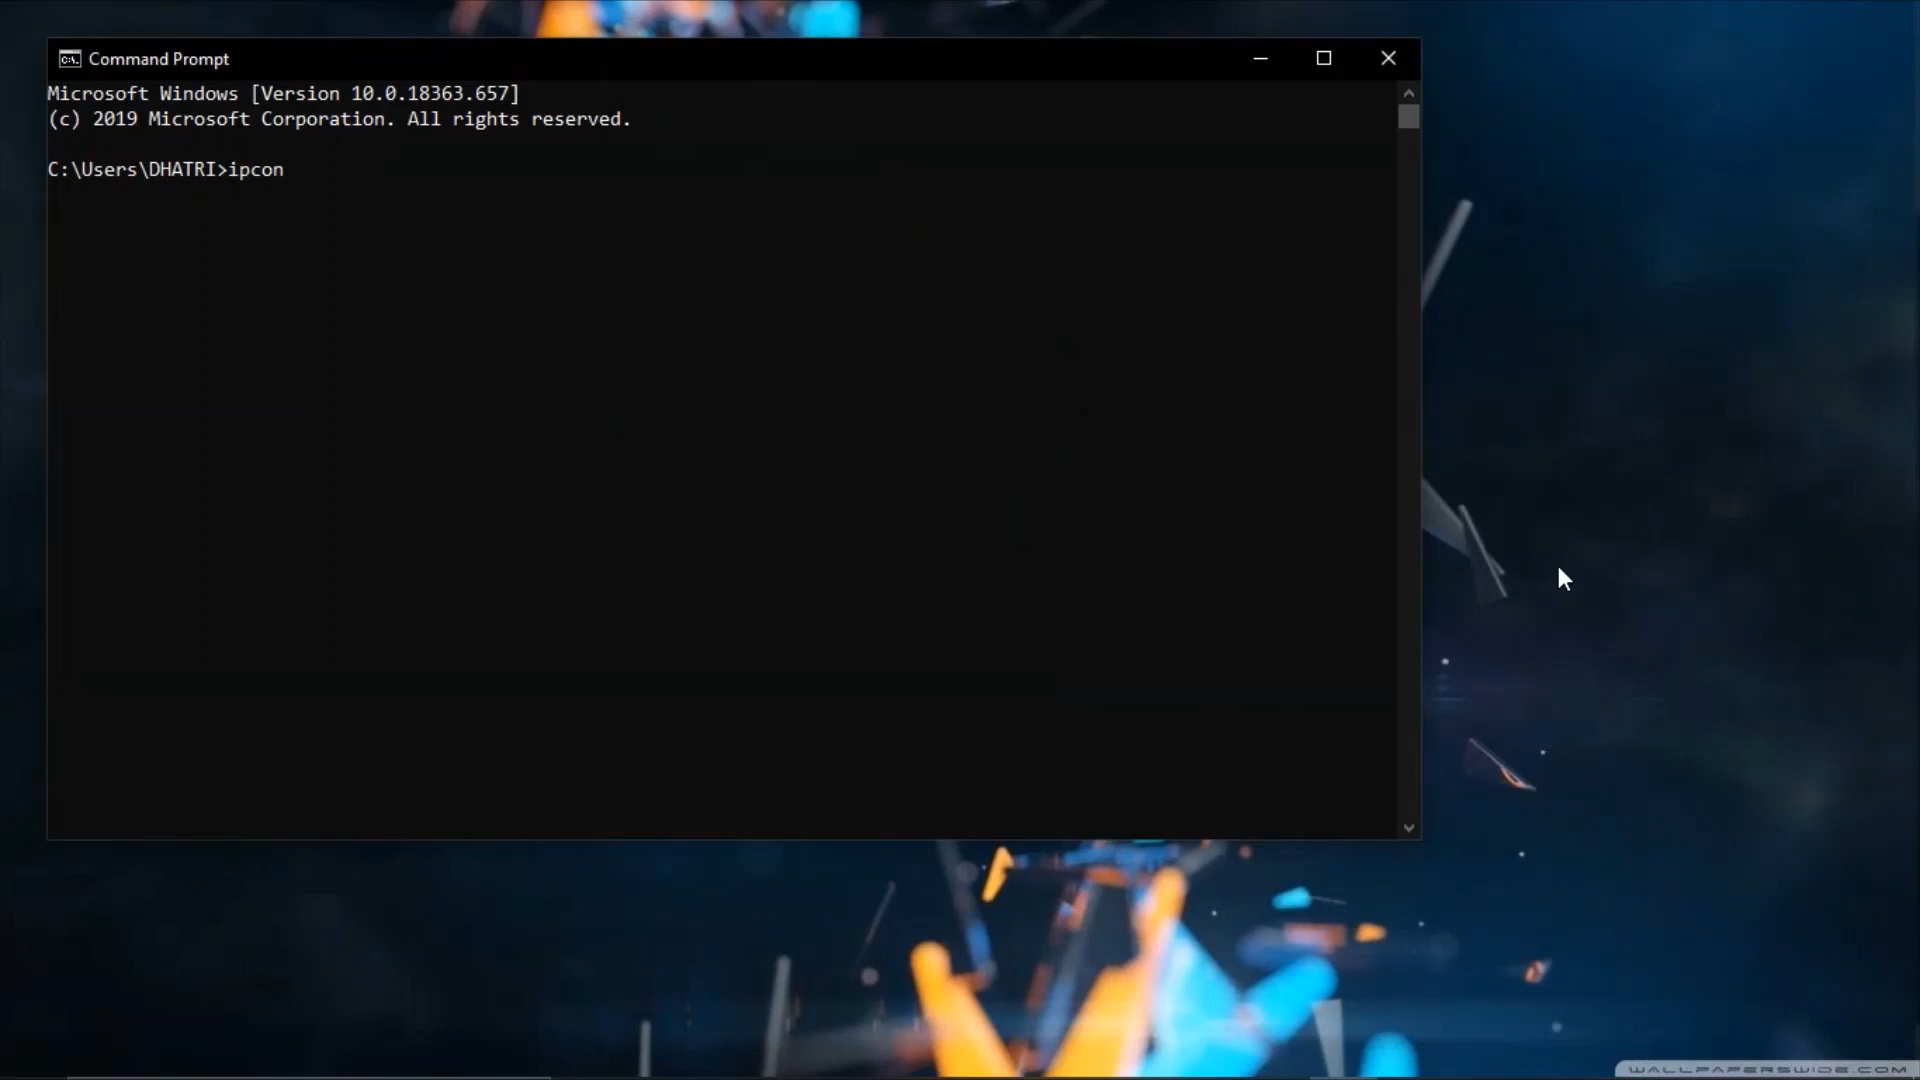 Command Prompt
Microsoft Windows [Version 10.0.18363.657]
(c) 2019 Microsoft Corporation. All rights reserved.
C:\Users\DHATRI>ipcon
WALLPAPERSWIDE.COM